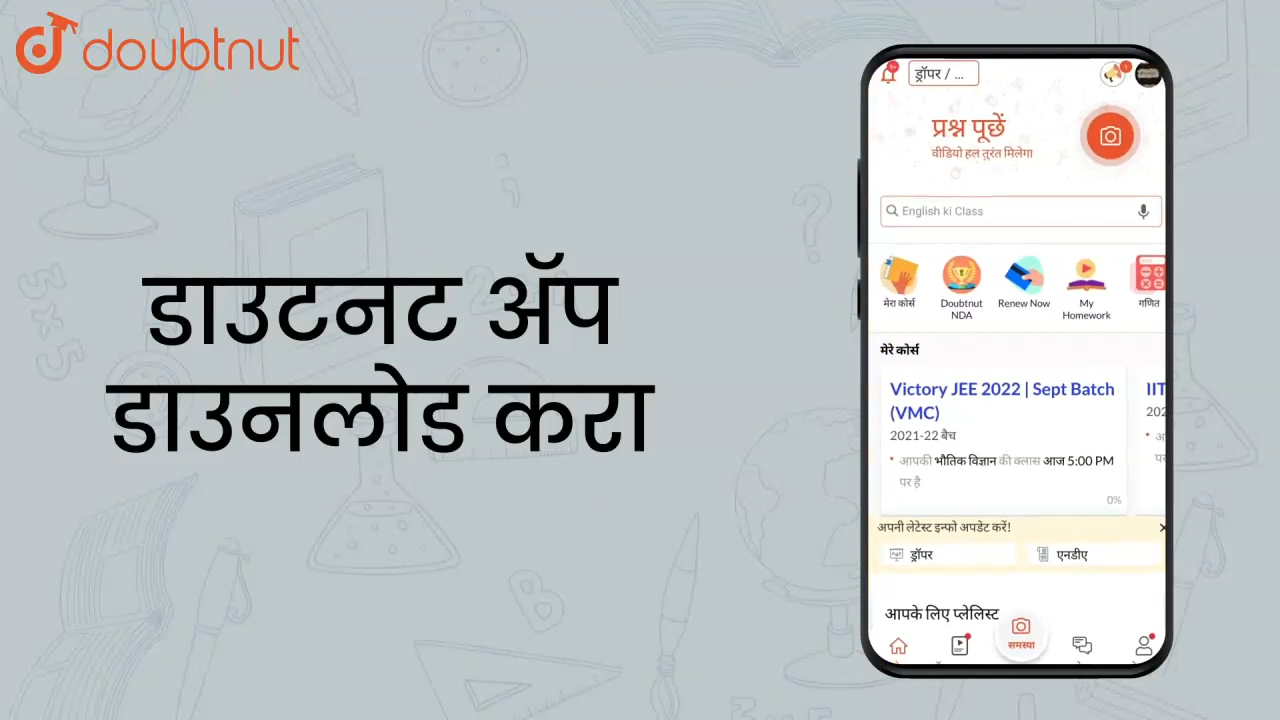 doubtnut
डाउटनट ॲप
डाउनलोड करा
ड्रॉपर / ...
प्रश्न पूछें
वीडियो हल तुरंत मिलेगा
English ki Class
मेरा कोर्स
Doubtnut
NDA
Renew Now
My
Homework
गणित
मेरे कोर्स
Victory JEE 2022 | Sept Batch
(VMC)
2021-22 बैच
आपकी भौतिक विज्ञान की क्लास आज 5:00 PM
पर है
0%
IIT
202
अपनी लेटेस्ट इन्फो अपडेट करें!
ड्रॉपर
एनडीए
आपके लिए प्लेलिस्ट
समस्या